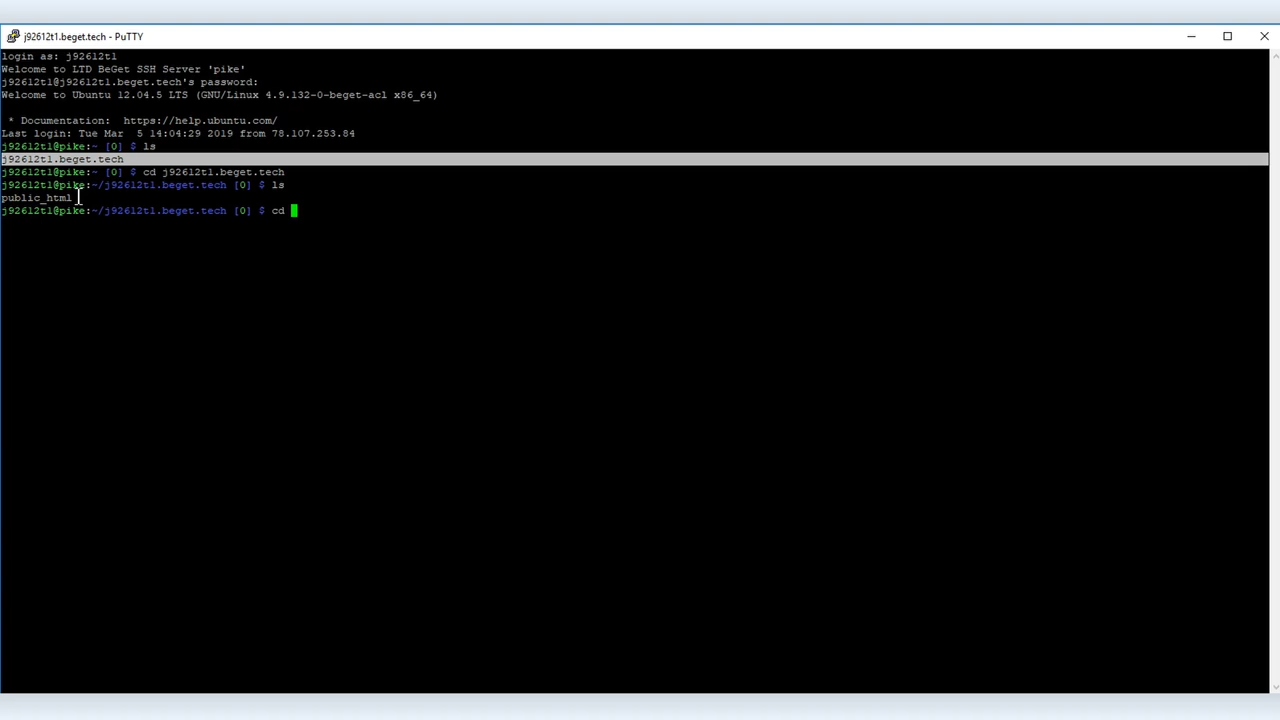 j92612t1.beget.tech - PuTTY
login as: j92612t1
Welcome to LTD BeGet SSH Server 'pike'
j92612t1@j92612t1.beget.tech's password:
Welcome to Ubuntu 12.04.5 LTS (GNU/Linux 4.9.132-0-beget-acl x86_64)
* Documentation:  https://help.ubuntu.com/
Last login: Tue Mar  5 14:04:29 2019 from 78.107.253.84
j92612t1@pike:~ [0] $ ls
j92612t1.beget.tech
j92612t1@pike:~ [0] $ cd j92612t1.beget.tech
j92612t1@pike:~/j92612t1.beget.tech [0] $ ls
public_html
j92612t1@pike:~/j92612t1.beget.tech [0] $ cd